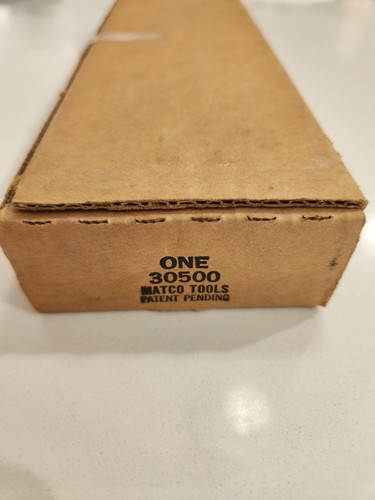 ONE
30500
MATCO TOOLS
PATENT PENDING